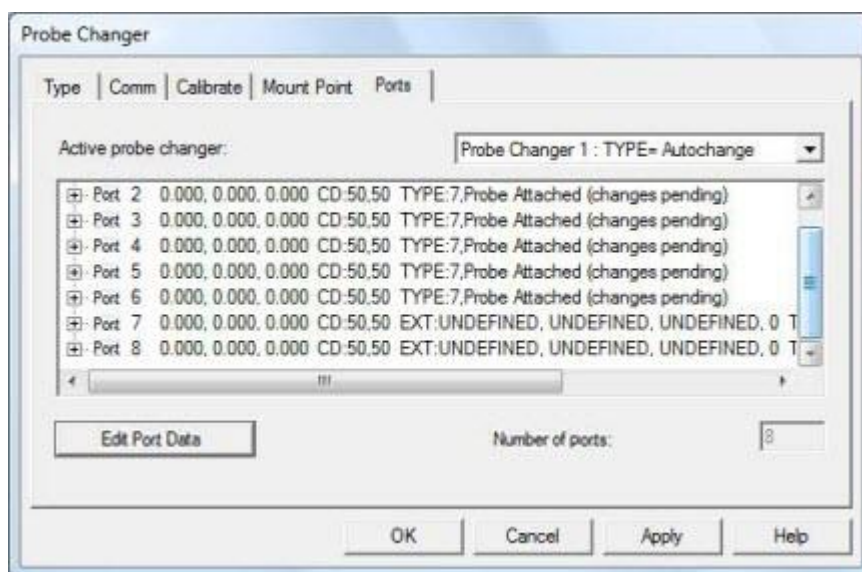 Probe Changer
Type Comm Calibrate Mount Point Ports
Active probe changer: Probe Changer 1 : TYPE= Autochange
Port 2 0.000, 0.000, 0.000 CD:50,50 TYPE:7,Probe Attached (changes pending)
Port 3 0.000, 0.000, 0.000 CD:50,50 TYPE:7,Probe Attached (changes pending)
Port 4 0.000, 0.000, 0.000 CD:50,50 TYPE:7,Probe Attached (changes pending)
Port 5 0.000, 0.000, 0.000 CD:50,50 TYPE:7,Probe Attached (changes pending)
Port 6 0.000, 0.000, 0.000 CD:50,50 TYPE:7,Probe Attached (changes pending)
Port 7 0.000, 0.000, 0.000 CD:50,50 EXT:UNDEFINED, UNDEFINED, UNDEFINED, 0 T
Port 8 0.000, 0.000, 0.000 CD:50,50 EXT:UNDEFINED, UNDEFINED, UNDEFINED, 0 T
Edit Port Data Number of ports: 8
OK Cancel Apply Help